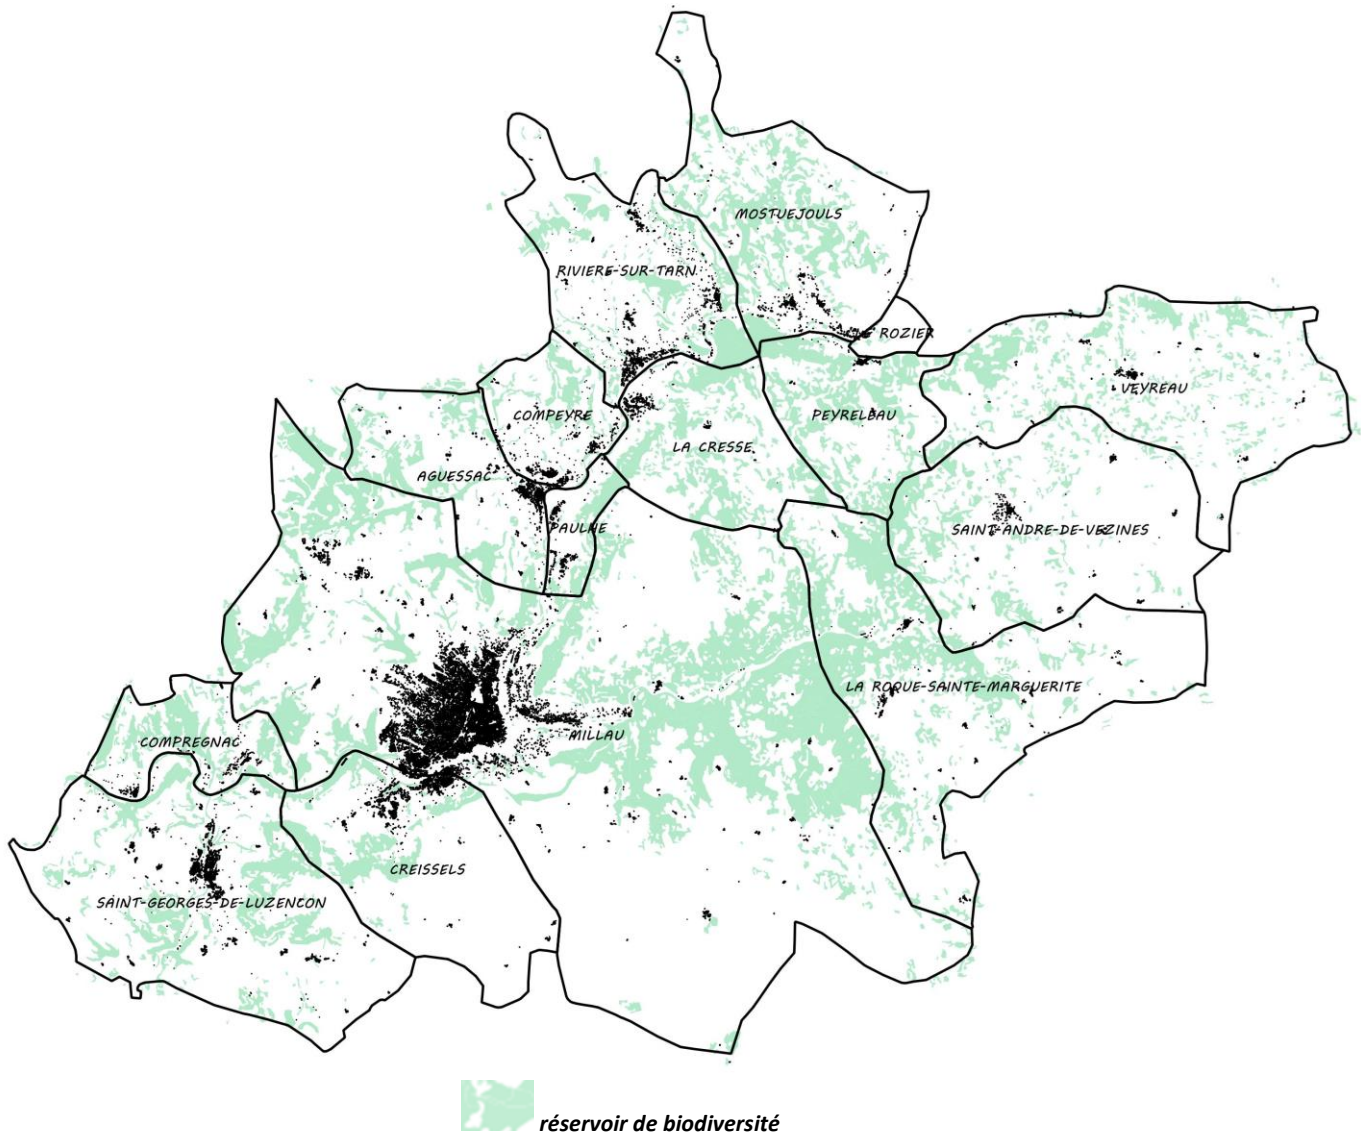 MOSTUEJOULS
RIVIERE-SUR-TARN
ROZIER
VEYREAU
COMPEYRE
PEYRELEAU
LA CRESSE
AGUESSAC
PAULHE
SAINT-ANDRE-DE-VEZINES
LA ROQUE-SAINTE-MARGUERITE
MILLAU
COMPREGNAC
CREISSELS
SAINT-GEORGES-DE-LUZENCON
réservoir de biodiversité